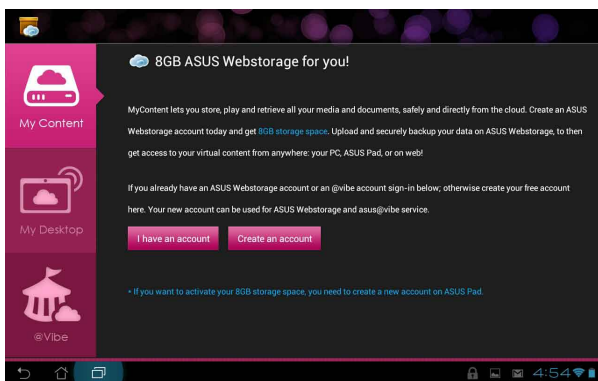 8GB ASUS Webstorage for you!
My Content
MyContent lets you store, play and retrieve all your media and documents, safely and directly from the cloud. Create an ASUS
Webstorage account today and get 8GB storage space. Upload and securely backup your data on ASUS Webstorage, to then
get access to your virtual content from anywhere: your PC, ASUS Pad, or on web!
If you already have an ASUS Webstorage account or an @vibe account sign-in below; otherwise create your free account
here. Your new account can be used for ASUS Webstorage and asus@vibe service.
My Desktop
I have an account
Create an account
• If you want to activate your 8GB storage space, you need to create a new account on ASUS Pad.
@Vibe
4:54